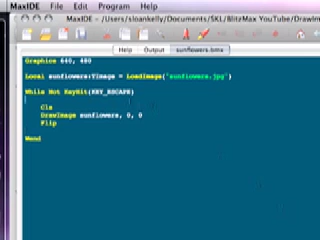 MaxIDE File Edit Program Help
MaxIDE - /Users/sloankelly/Documents/SKL/BlitzMax YouTube/DrawIm
Help Output sunflowers.bmx
Graphics 640, 480
Local sunflowers:TImage = LoadImage("sunflowers.jpg")
While Not KeyHit(KEY_ESCAPE)
Cls
DrawImage sunflowers, 0, 0
Flip
Wend